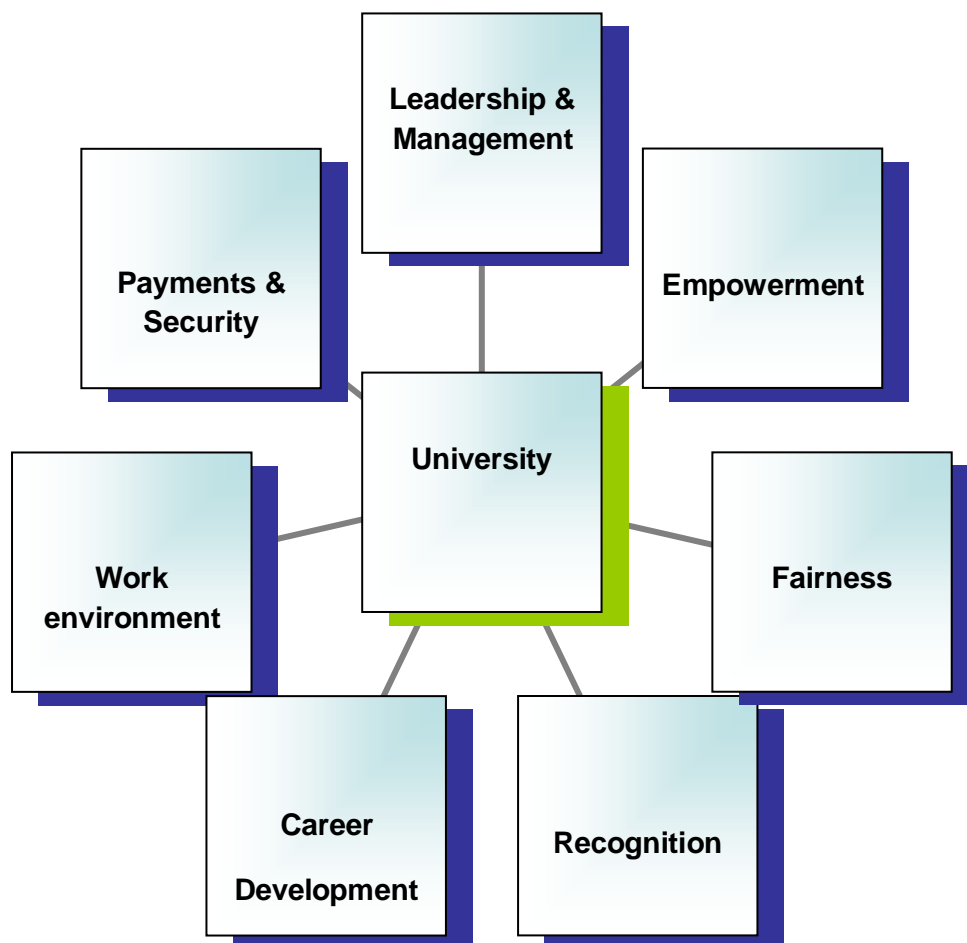 Leadership &
Management
Empowerment
Payments &
Security
University
Fairness
Work
environment
Career
Development
Recognition